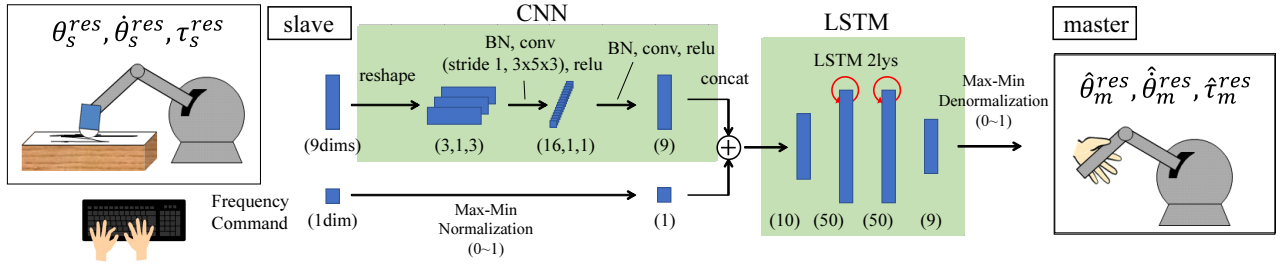 θ_s^{res}, θ̇_s^{res}, τ_s^{res}
slave
CNN
reshape
BN, conv
(stride 1, 3x5x3), relu
BN, conv, relu
concat
(9dims)
(3,1,3)
(16,1,1)
(9)
Frequency
Command
(1dim)
Max-Min
Normalization
(0~1)
(1)
+
LSTM
LSTM 2lys
(10)
(50)
(50)
(9)
Max-Min
Denormalization
(0~1)
master
θ̂_m^{res}, θ̇̂_m^{res}, τ̂_m^{res}